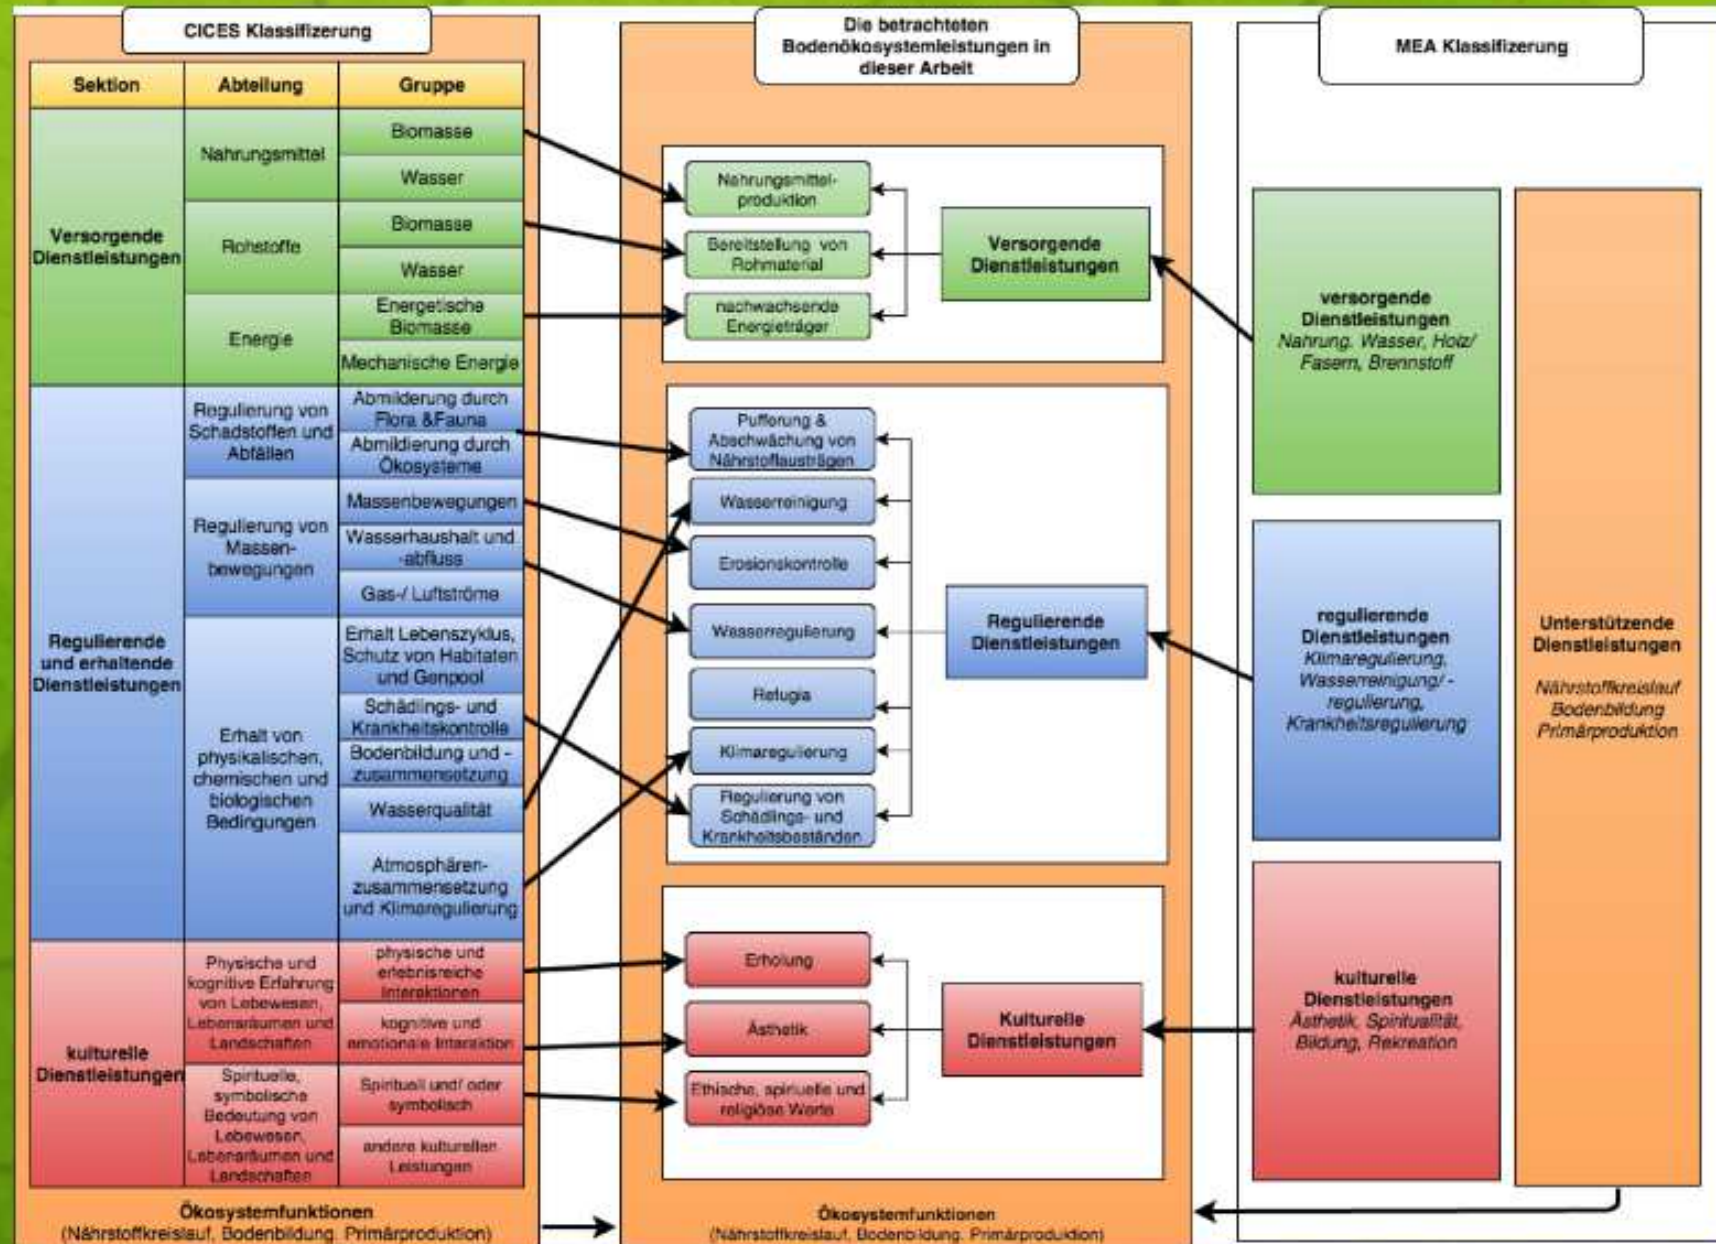 CICES Klassifizerung
Sektion
Abteilung
Gruppe
Versorgende
Dienstleistungen
Nahrungsmittel
Biomasse
Wasser
Rohstoffe
Biomasse
Wasser
Energie
Energetische
Biomasse
Mechanische Energie
Regulierende
und erhaltende
Dienstleistungen
Regulierung von
Schadstoffen und
Abfällen
Abmilderung durch
Flora &Fauna
Abmildierung durch
Ökosysteme
Regulierung von
Massen-
bewegungen
Massenbewegungen
Wasserhaushalt und
-abfluss
Gas-/ Luftströme
Erhalt von
physikalischen,
chemischen und
biologischen
Bedingungen
Erhalt Lebenszyklus,
Schutz von Habitaten
und Genpool
Schädlings- und
Krankheitskontrolle
Bodenbildung und -
zusammensetzung
Wasserqualität
Atmosphären-
zusammensetzung
und Klimaregulierung
kulturelle
Dienstleistungen
Physische und
kognitive Erfahrung
von Lebewesen,
Lebensräumen und
Landschaften
physische und
erlebnisreiche
Interaktionen
kognitive und
emotionale Interaktion
Spirituelle,
symbolische
Bedeutung von
Lebewesen,
Lebensräumen und
Landschaften
Spirituell und/ oder
symbolisch
andere kulturellen
Leistungen
Ökosystemfunktionen
(Nährstoffkreislauf, Bodenbildung. Primärproduktion)
Die betrachteten
Bodenökosystemleistungen in
dieser Arbeit
Nahrungsmittel-
produktion
Bereitstellung von
Rohmaterial
nachwachsende
Energieträger
Versorgende
Dienstleistungen
Pufferung &
Abschwächung von
Nährstoffausträgen
Wasserreinigung
Erosionskontrolle
Wasserregulierung
Refugia
Klimaregulierung
Regulierung von
Schädlings- und
Krankheitsbeständen
Regulierende
Dienstleistungen
Erholung
Ästhetik
Ethische, spiruelle und
religiöse Werte
Kulturelle
Dienstleistungen
Ökosystemfunktionen
(Nährstoffkreislauf, Bodenbildung. Primärproduktion)
MEA Klassifizerung
versorgende
Dienstleistungen
Nahrung. Wasser, Holz/
Fasern, Brennstoff
regulierende
Dienstleistungen
Klimaregulierung,
Wasserreinigung/ -
regulierung,
Krankheitsregulierung
kulturelle
Dienstleistungen
Ästhetik, Spiritualität,
Bildung, Rekreation
Unterstützende
Dienstleistungen
Nährstoffkreislauf
Bodenbildung
Primärproduktion